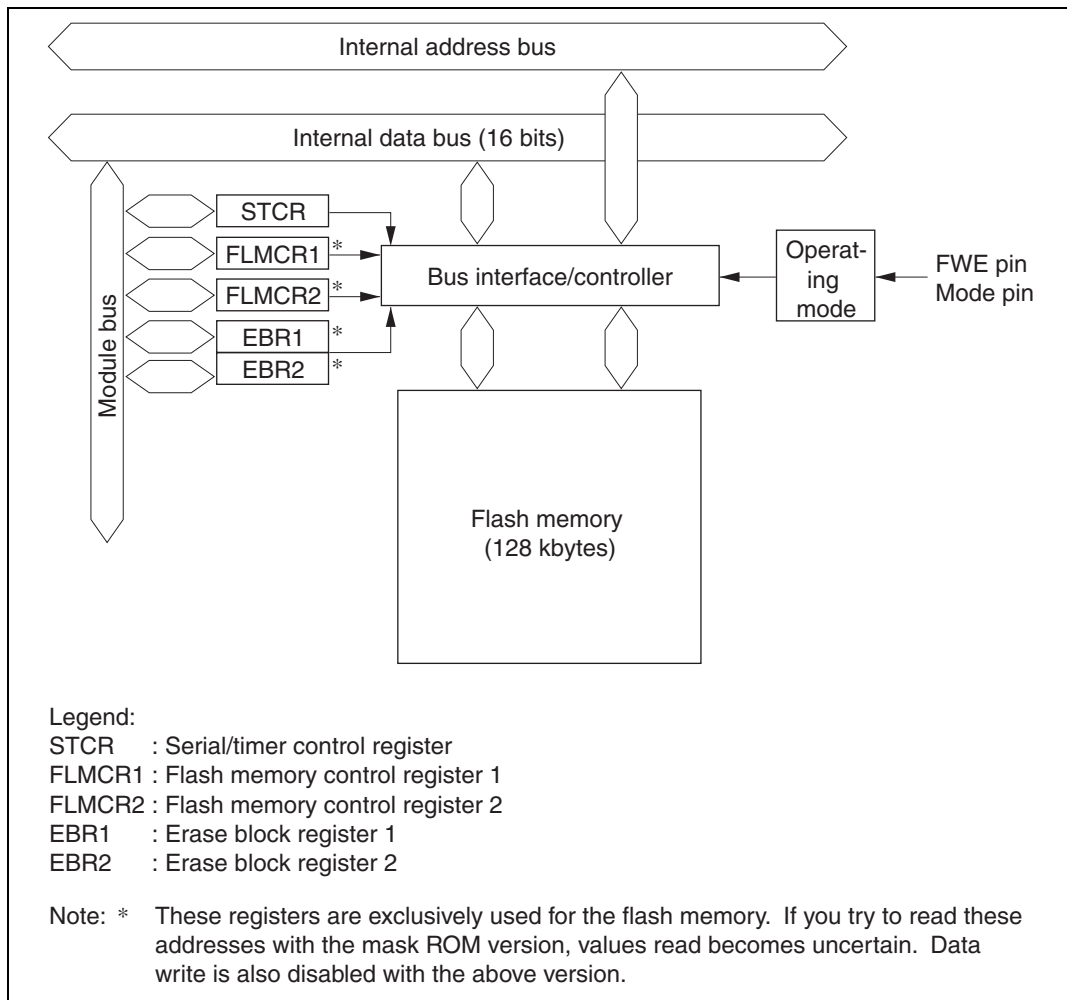 Internal address bus
Internal data bus (16 bits)
Module bus
STCR
FLMCR1 *
FLMCR2 *
EBR1 *
EBR2 *
Bus interface/controller
Operat-
ing
mode
FWE pin
Mode pin
Flash memory
(128 kbytes)
Legend:
STCR : Serial/timer control register
FLMCR1 : Flash memory control register 1
FLMCR2 : Flash memory control register 2
EBR1 : Erase block register 1
EBR2 : Erase block register 2
Note: * These registers are exclusively used for the flash memory. If you try to read these
addresses with the mask ROM version, values read becomes uncertain. Data
write is also disabled with the above version.